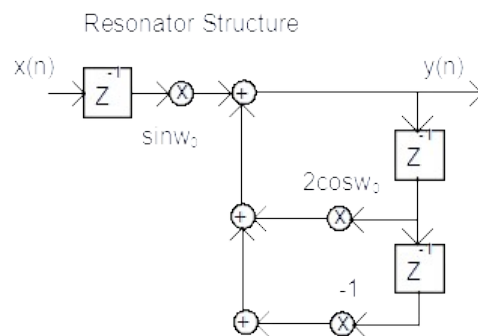 Resonator Structure
x(n)
y(n)
Z⁻¹
X
+
sinw₀
Z⁻¹
2cosw₀
+
X
Z⁻¹
-1
+
X